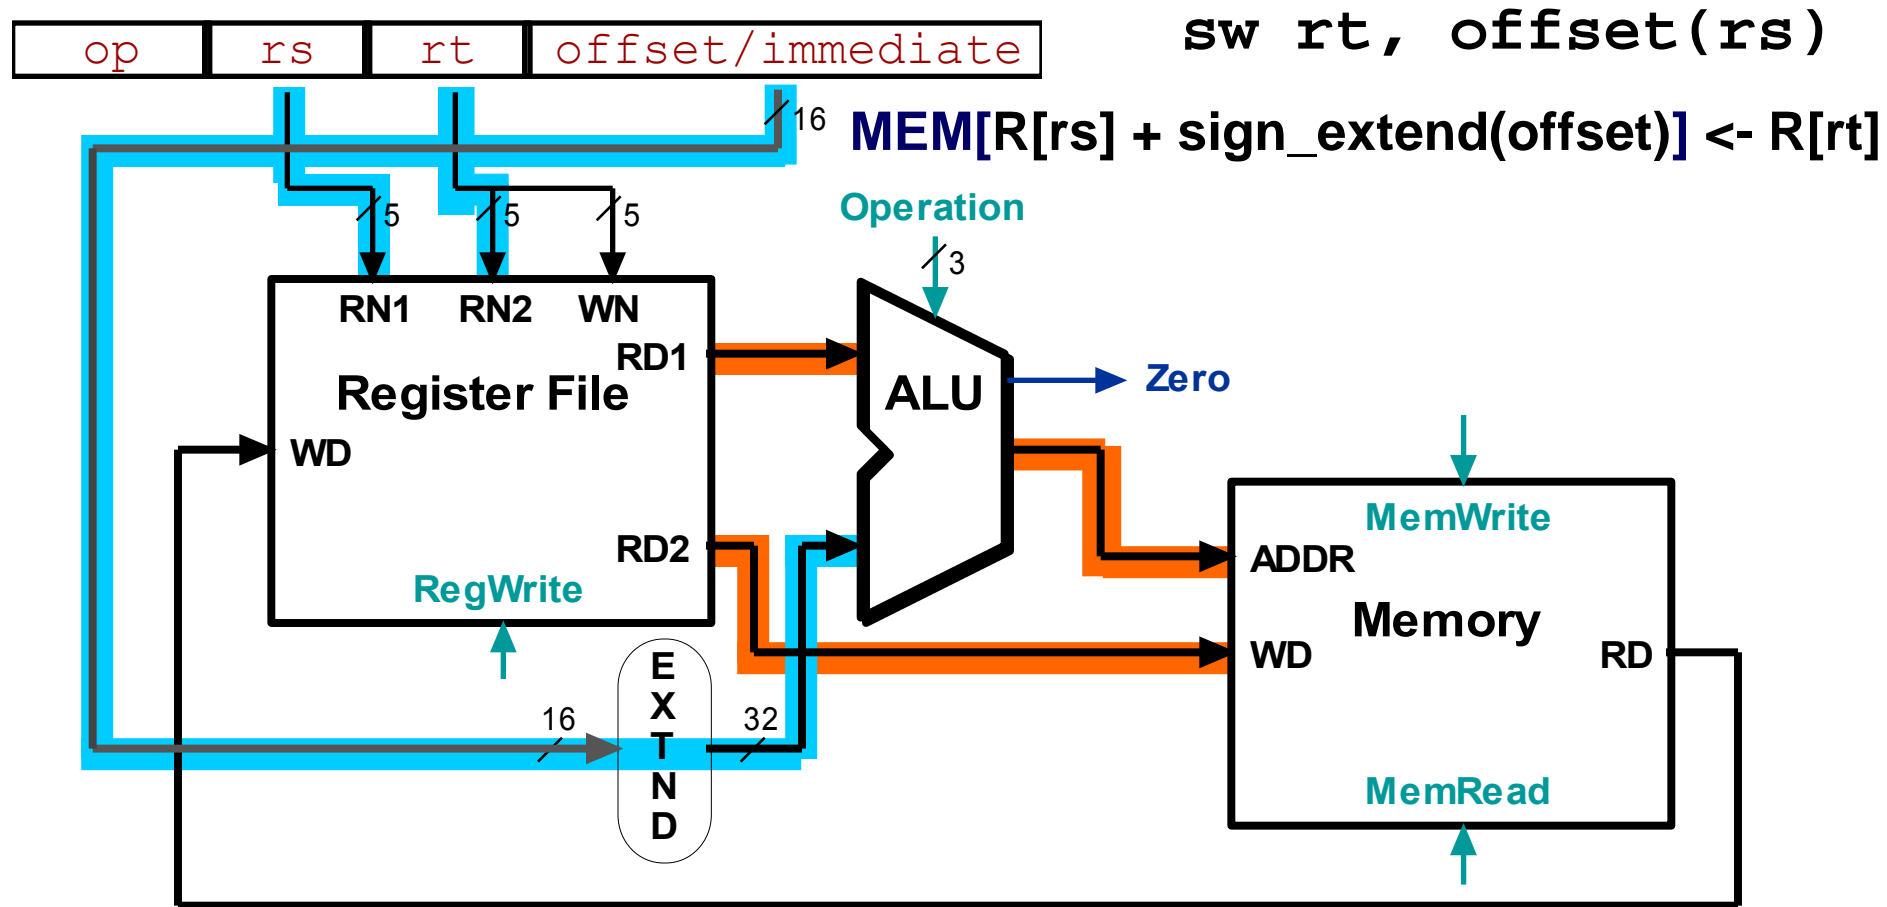 sw rt, offset(rs)
op rs rt offset/immediate
16
MEM[R[rs] + sign_extend(offset)] <- R[rt]
5 5 5
Operation
3
RN1 RN2 WN
RD1
Register File
ALU
Zero
WD
MemWrite
RD2
ADDR
RegWrite
Memory
WD
RD
E
X
T
N
D
16
32
MemRead